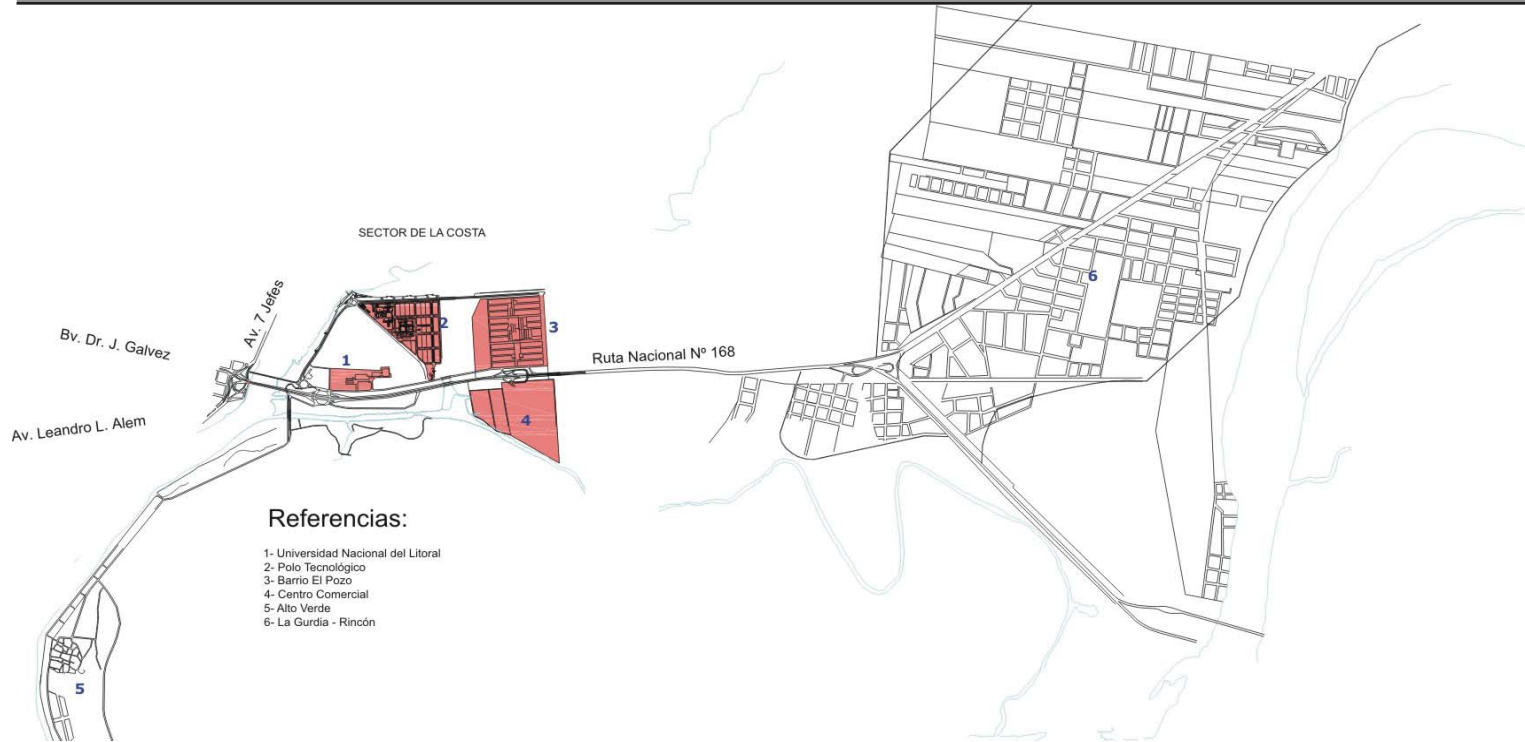 SECTOR DE LA COSTA
Av. 7 Jefes
Bv. Dr. J. Galvez
Av. Leandro L. Alem
Ruta Nacional Nº 168
1
2
3
4
5
6
Referencias:
1- Universidad Nacional del Litoral
2- Polo Tecnológico
3- Barrio El Pozo
4- Centro Comercial
5- Alto Verde
6- La Gurdia - Rincón